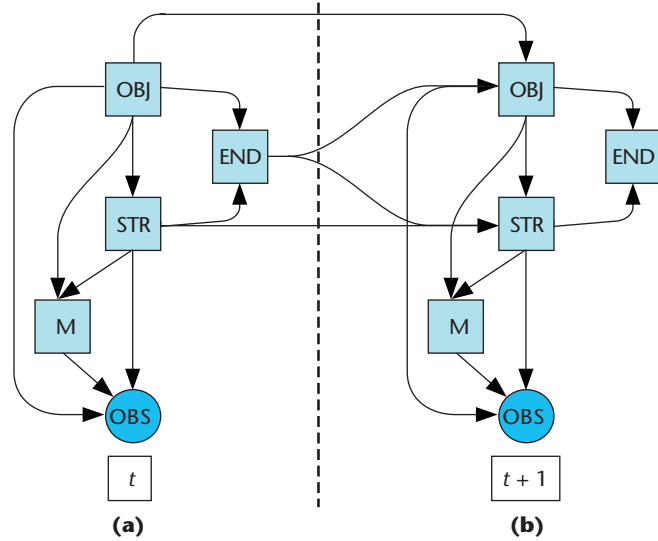 OBJ
OBJ
END
END
STR
STR
M
M
OBS
OBS
t
t + 1
(a)
(b)